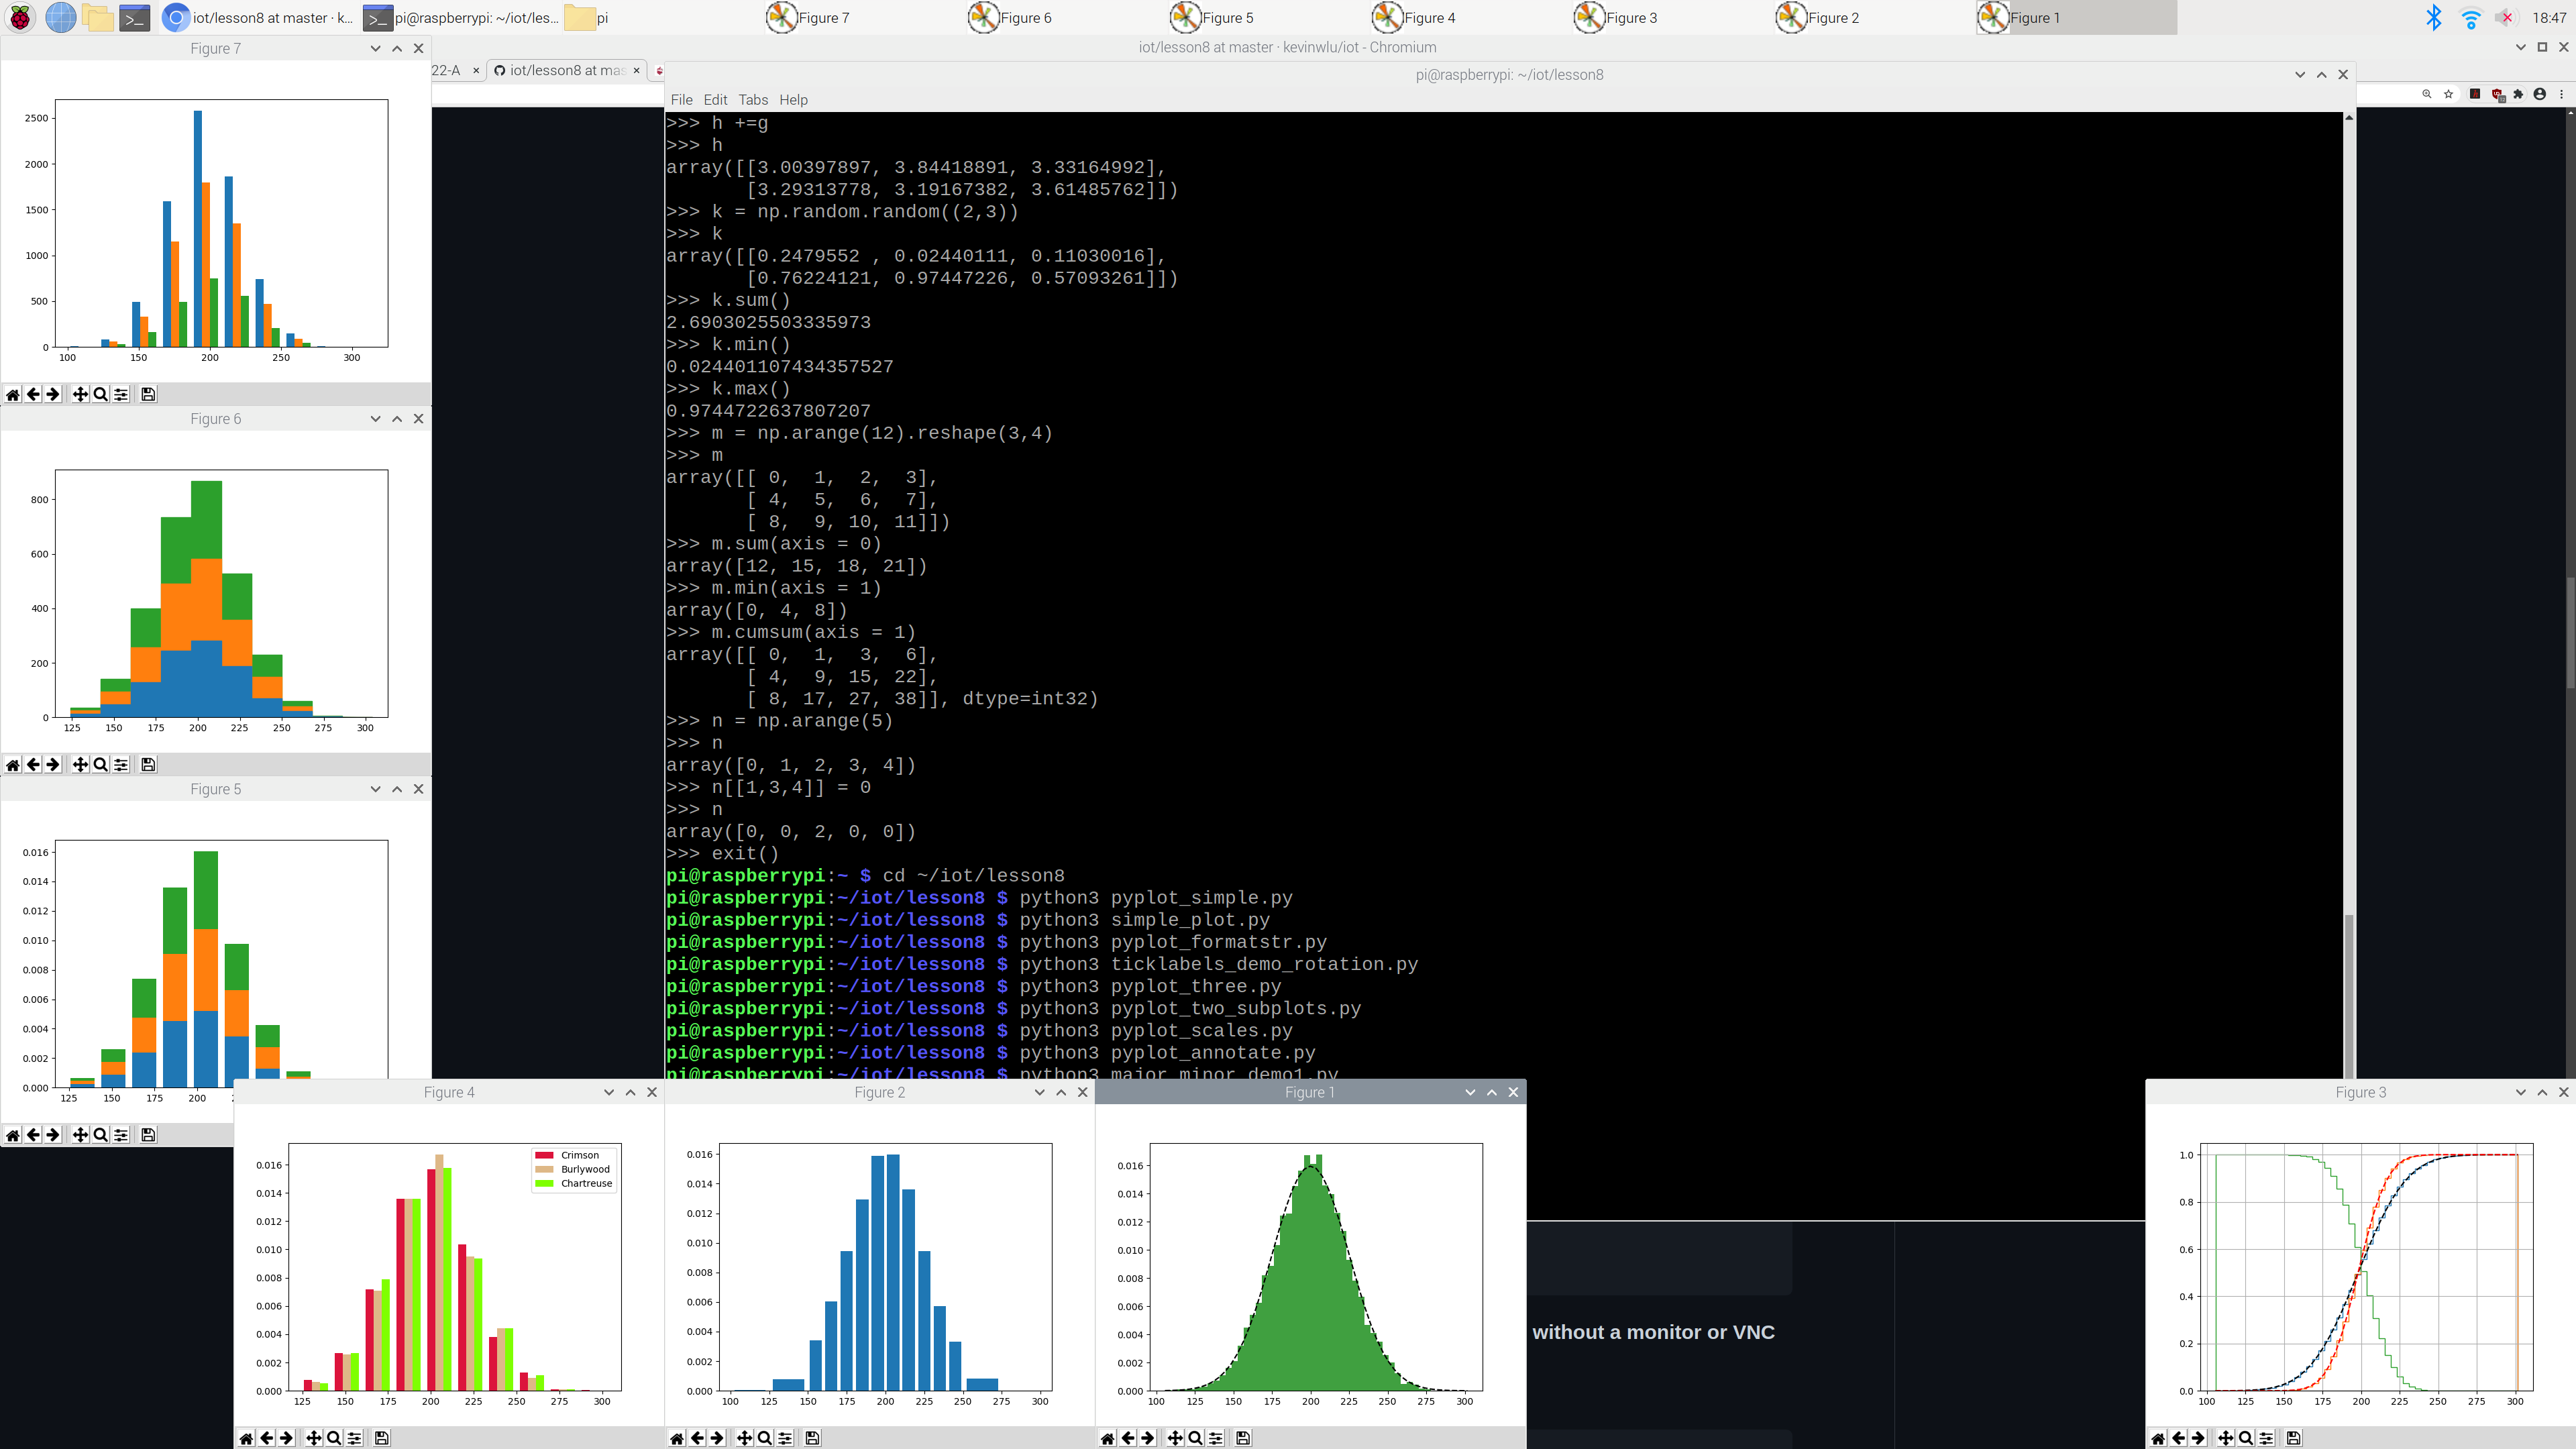 iot/lesson8 at master · k...
pi@raspberrypi: ~/iot/les...
pi
Figure 7
Figure 6
Figure 5
Figure 4
Figure 3
Figure 2
Figure 1
18:47
iot/lesson8 at master · kevinwlu/iot - Chromium
22-A
iot/lesson8 at mas
pi@raspberrypi: ~/iot/lesson8
File Edit Tabs Help
>>> h +=g
>>> h
array([[3.00397897, 3.84418891, 3.33164992],
       [3.29313778, 3.19167382, 3.61485762]])
>>> k = np.random.random((2,3))
>>> k
array([[0.2479552 , 0.02440111, 0.11030016],
       [0.76224121, 0.97447226, 0.57093261]])
>>> k.sum()
2.6903025503335973
>>> k.min()
0.024401107434357527
>>> k.max()
0.9744722637807207
>>> m = np.arange(12).reshape(3,4)
>>> m
array([[ 0,  1,  2,  3],
       [ 4,  5,  6,  7],
       [ 8,  9, 10, 11]])
>>> m.sum(axis = 0)
array([12, 15, 18, 21])
>>> m.min(axis = 1)
array([0, 4, 8])
>>> m.cumsum(axis = 1)
array([[ 0,  1,  3,  6],
       [ 4,  9, 15, 22],
       [ 8, 17, 27, 38]], dtype=int32)
>>> n = np.arange(5)
>>> n
array([0, 1, 2, 3, 4])
>>> n[[1,3,4]] = 0
>>> n
array([0, 0, 2, 0, 0])
>>> exit()
pi@raspberrypi:~ $ cd ~/iot/lesson8
pi@raspberrypi:~/iot/lesson8 $ python3 pyplot_simple.py
pi@raspberrypi:~/iot/lesson8 $ python3 simple_plot.py
pi@raspberrypi:~/iot/lesson8 $ python3 pyplot_formatstr.py
pi@raspberrypi:~/iot/lesson8 $ python3 ticklabels_demo_rotation.py
pi@raspberrypi:~/iot/lesson8 $ python3 pyplot_three.py
pi@raspberrypi:~/iot/lesson8 $ python3 pyplot_two_subplots.py
pi@raspberrypi:~/iot/lesson8 $ python3 pyplot_scales.py
pi@raspberrypi:~/iot/lesson8 $ python3 pyplot_annotate.py
pi@raspberrypi:~/iot/lesson8 $ python3 major_minor_demo1.py
Figure 7
2500
2000
1500
1000
500
0
100 150 200 250 300
Figure 6
800
600
400
200
0
125 150 175 200 225 250 275 300
Figure 5
0.016
0.014
0.012
0.010
0.008
0.006
0.004
0.002
0.000
125 150 175 200
Figure 4
0.016
0.014
0.012
0.010
0.008
0.006
0.004
0.002
0.000
125 150 175 200 225 250 275 300
Crimson
Burlywood
Chartreuse
Figure 2
0.016
0.014
0.012
0.010
0.008
0.006
0.004
0.002
0.000
100 125 150 175 200 225 250 275 300
Figure 1
0.016
0.014
0.012
0.010
0.008
0.006
0.004
0.002
0.000
100 125 150 175 200 225 250 275 300
without a monitor or VNC
Figure 3
1.0
0.8
0.6
0.4
0.2
0.0
100 125 150 175 200 225 250 275 300